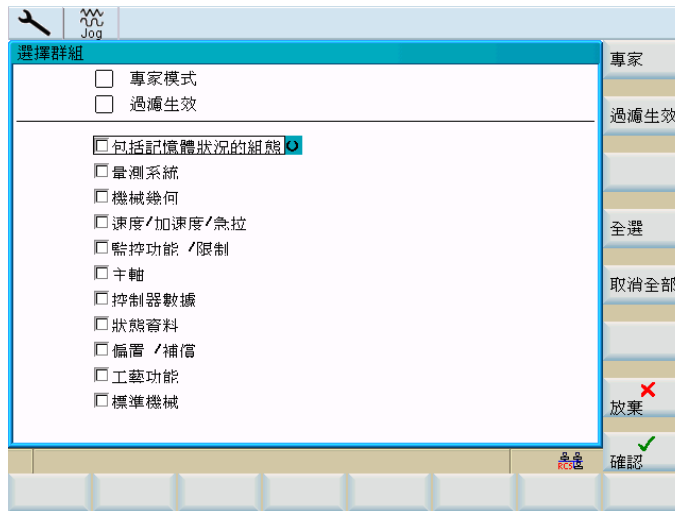 Jog
選擇群組
專家模式
過濾生效
包括記憶體狀況的組態
量測系統
機械幾何
速度/加速度/急拉
監控功能 /限制
主軸
控制器數據
狀態資料
偏置 /補償
工藝功能
標準機械
專家
過濾生效
全選
取消全部
放棄
確認
RCS